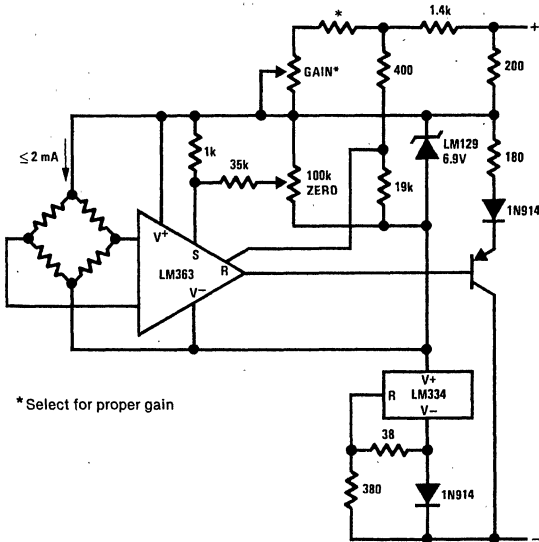 *
1.4k
+
GAIN*
400
200
≤ 2 mA
1k
35k
100k
ZERO
19k
LM129
6.9V
180
1N914
V+
S
R
LM363
V−
V+
R
LM334
V−
*Select for proper gain
38
380
1N914
−